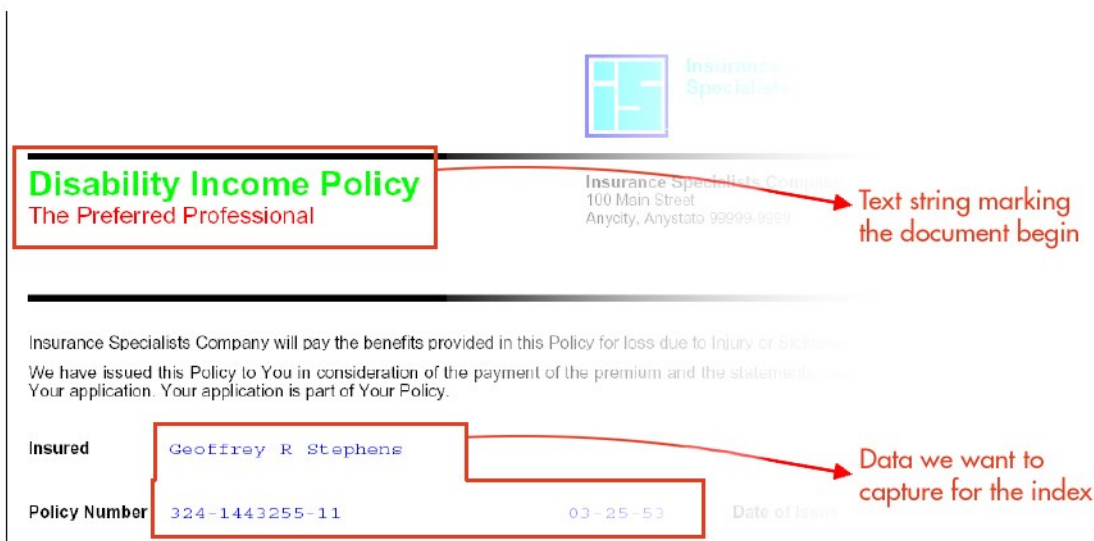 Insurance
Specialists
Disability Income Policy
The Preferred Professional
Insurance Specialists Company
100 Main Street
Anycity, Anystate 99999-9999
Text string marking
the document begin
Insurance Specialists Company will pay the benefits provided in this Policy for loss due to Injury or
We have issued this Policy to You in consideration of the payment of the premium and the statements
Your application. Your application is part of Your Policy.
Insured Geoffrey R Stephens
Data we want to
capture for the index
Policy Number 324-1443255-11 03-25-53 Date of Issue